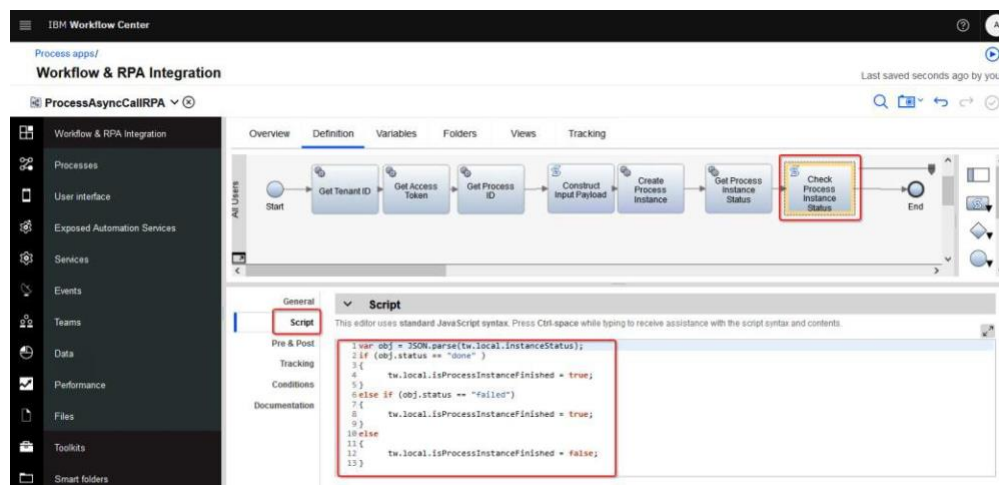 IBM Workflow Center
Process apps/
Workflow & RPA Integration
Last saved seconds ago by you
ProcessAsyncCallRPA
Workflow & RPA Integration
Processes
User interface
Exposed Automation Services
Services
Events
Teams
Data
Performance
Files
Toolkits
Smart folders
Overview Definition Variables Folders Views Tracking
All Users
Start
Get Tenant ID
Get Access
Token
Get Process
ID
Construct
Input Payload
Create
Process
Instance
Get Process
Instance
Status
Check
Process
Instance
Status
End
General
Script
Pre & Post
Tracking
Conditions
Documentation
Script
This editor uses standard JavaScript syntax. Press Ctrl-space while typing to receive assistance with the script syntax and contents.
1 var obj = JSON.parse(tw.local.instanceStatus);
2 if (obj.status == "done" )
3 {
4 tw.local.isProcessInstanceFinished = true;
5 }
6 else if (obj.status == "failed")
7 {
8 tw.local.isProcessInstanceFinished = true;
9 }
10 else
11 {
12 tw.local.isProcessInstanceFinished = false;
13 }